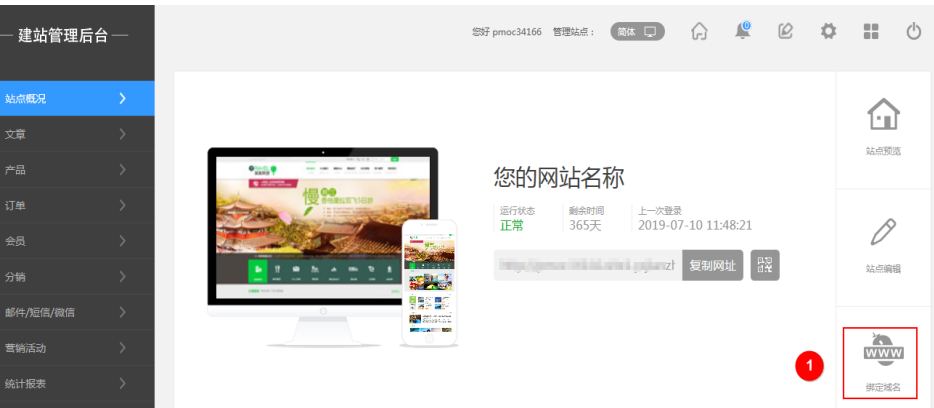 — 建站管理后台 —
您好 pmoc34166 管理站点： 简体
站点概况
文章
产品
订单
会员
分销
邮件/短信/微信
营销活动
统计报表
慢
您的网站名称
运行状态 剩余时间 上一次登录
正常 365天 2019-07-10 11:48:21
复制网址
站点预览
站点编辑
1
WWW
绑定域名